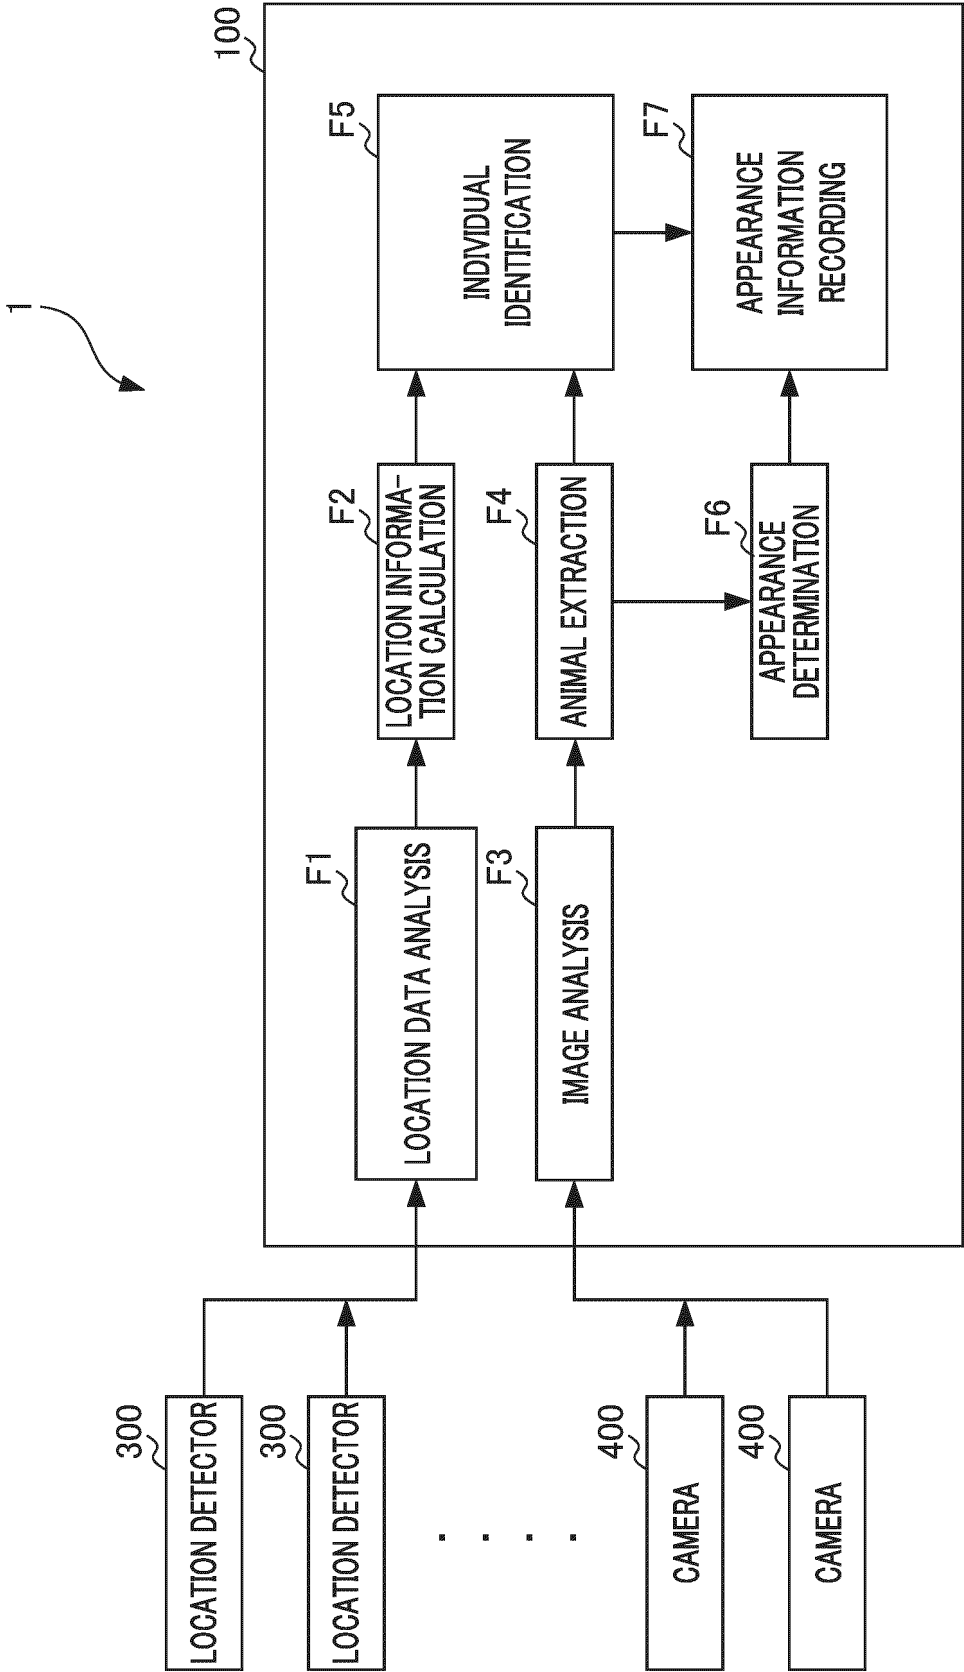 1
100
300
LOCATION DETECTOR
300
LOCATION DETECTOR
. . . .
400
CAMERA
400
CAMERA
F1
LOCATION DATA ANALYSIS
F2
LOCATION INFORMA-
TION CALCULATION
F3
IMAGE ANALYSIS
F4
ANIMAL EXTRACTION
F5
INDIVIDUAL
IDENTIFICATION
F6
APPEARANCE
DETERMINATION
F7
APPEARANCE
INFORMATION
RECORDING